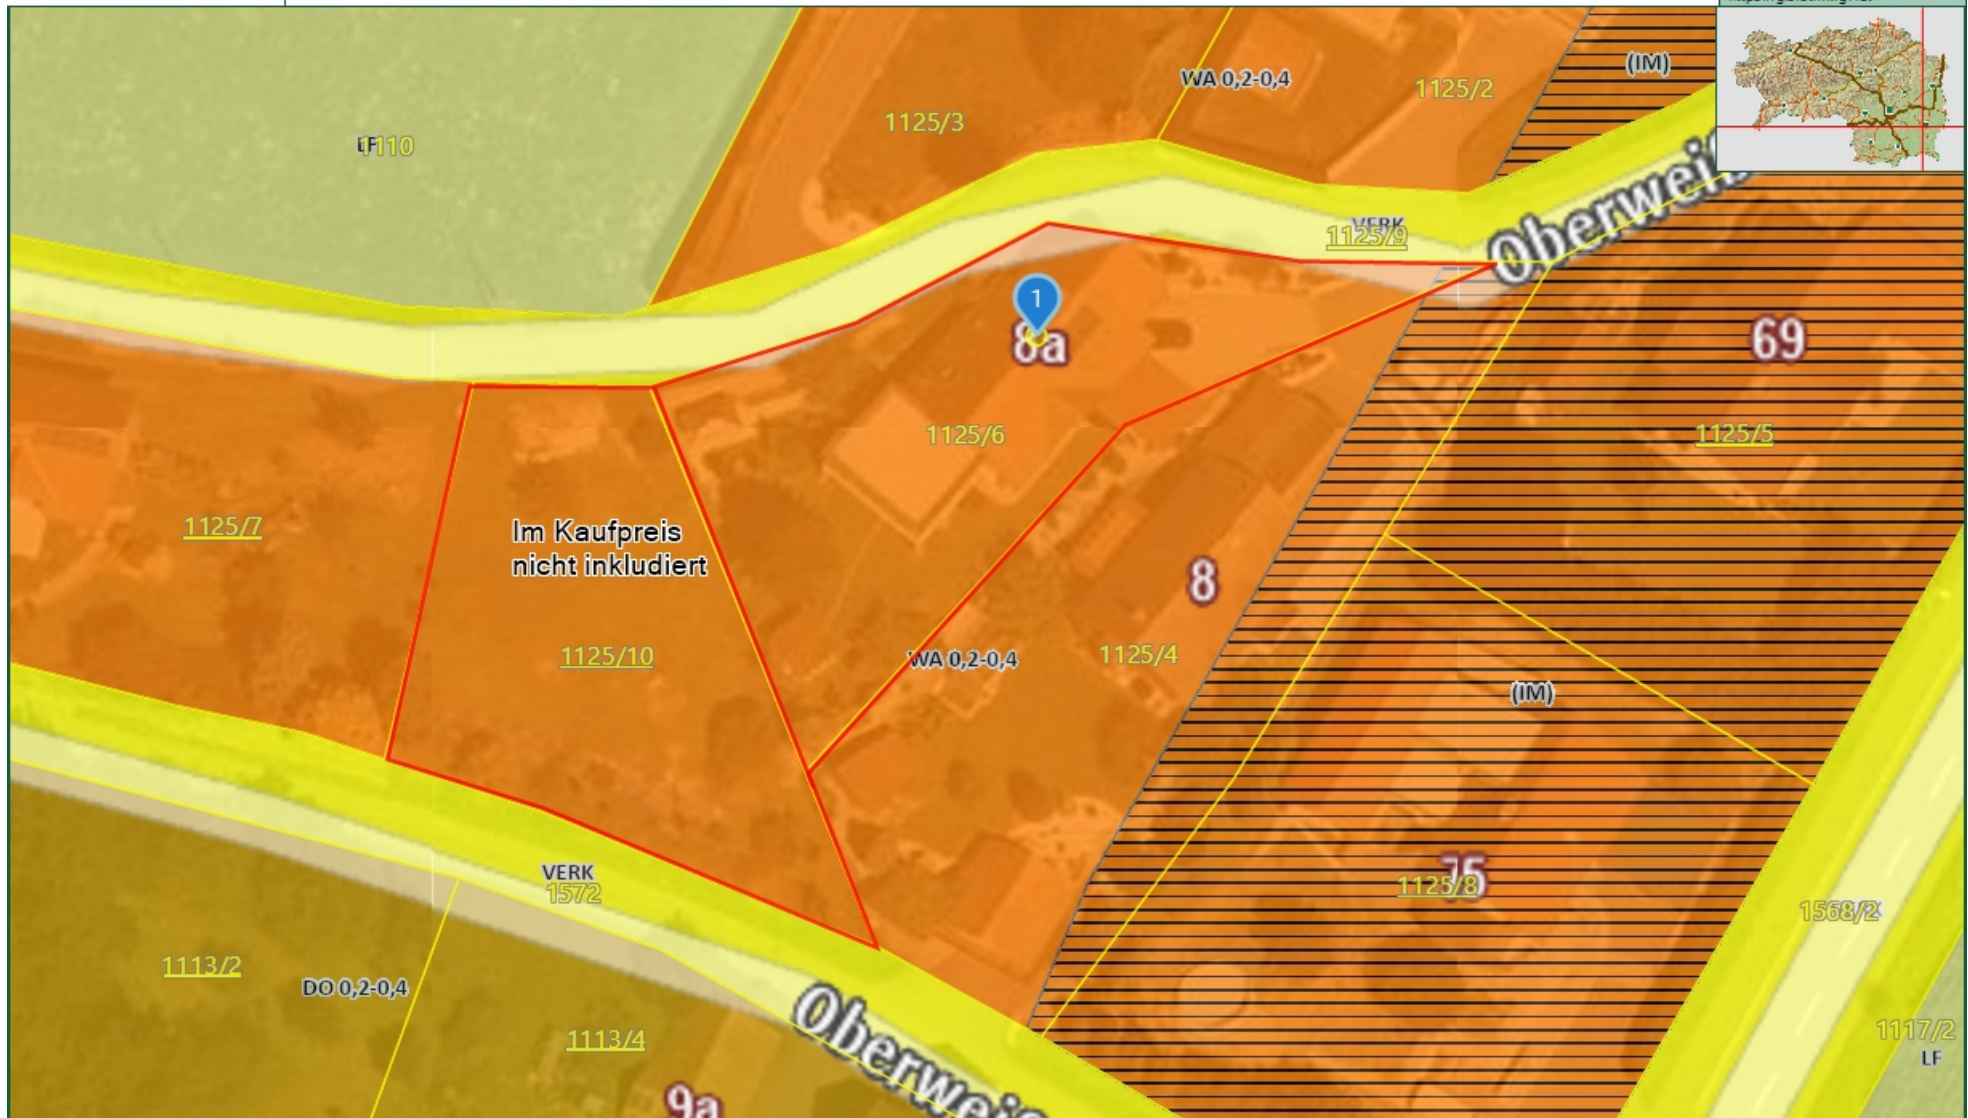 (IM)
WA 0,2-0,4
1125/2
1125/3
LF
1110
VERK
1125/9
1
8a
69
1125/6
1125/5
1125/7
Im Kaufpreis
nicht inkludiert
8
1125/10
WA 0,2-0,4
1125/4
(IM)
VERK
1572
75
1125/8
1568/2
1113/2
DO 0,2-0,4
1113/4
1117/2
LF
9a